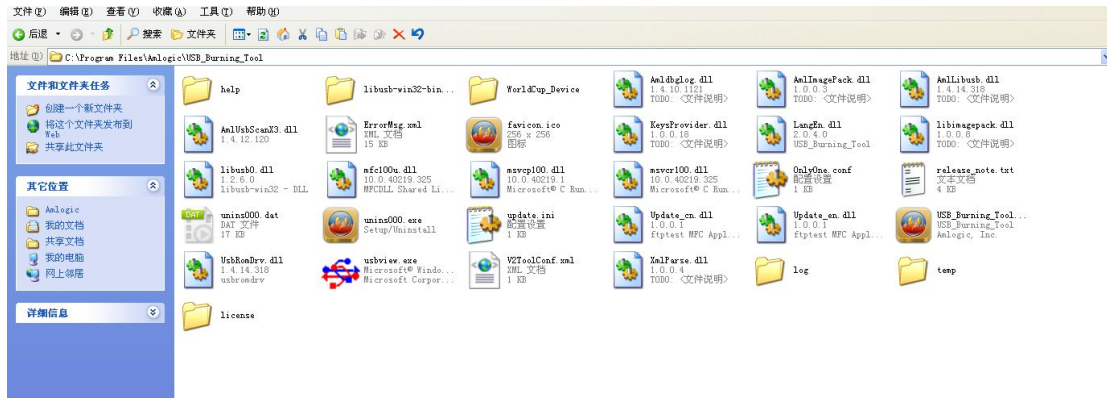 文件(F) 编辑(E) 查看(V) 收藏(A) 工具(T) 帮助(H)
后退 搜索 文件夹
地址(D) C:\Program Files\Amlogic\USB_Burning_Tool
文件和文件夹任务
创建一个新文件夹
将这个文件夹发布到
Web
共享此文件夹
其它位置
Amlogic
我的文档
共享文档
我的电脑
网上邻居
详细信息
help
libusb-win32-bin...
WorldCup_Device
Amldbglog.dll
1.4.10.1121
TODO: <文件说明>
AmlImagePack.dll
1.0.0.3
TODO: <文件说明>
AmlLibusb.dll
1.4.14.318
TODO: <文件说明>
AmlUsbScanX3.dll
1.4.12.120
ErrorMsg.xml
XML 文档
15 KB
favicon.ico
256 x 256
图标
KeysProvider.dll
1.0.0.18
TODO: <文件说明>
LangEn.dll
2.0.4.0
USB_Burning_Tool
libimagepack.dll
1.0.0.8
TODO: <文件说明>
libusb0.dll
1.2.6.0
libusb-win32 - DLL
mfc100u.dll
10.0.40219.325
MFCDLL Shared Li...
msvcp100.dll
10.0.40219.1
Microsoft® C Run...
msvcr100.dll
10.0.40219.325
Microsoft® C Run...
OnlyOne.conf
配置设置
1 KB
release_note.txt
文本文档
4 KB
DAT
unins000.dat
DAT 文件
17 KB
unins000.exe
Setup/Uninstall
update.ini
配置设置
1 KB
Update_cn.dll
1.0.0.1
ftptest MFC Appl...
Update_en.dll
1.0.0.1
ftptest MFC Appl...
USB_Burning_Tool...
USB_Burning_Tool
Amlogic, Inc.
UsbRomDrv.dll
1.4.14.318
usbromdrv
usbview.exe
Microsoft® Windo...
Microsoft Corpor...
V2ToolConf.xml
XML 文档
1 KB
XmlParse.dll
1.0.0.4
TODO: <文件说明>
log
temp
license